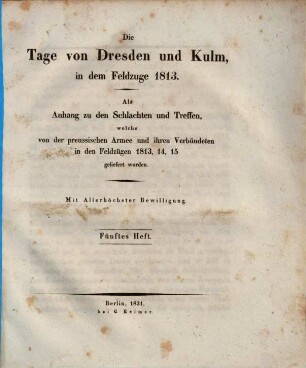 Die
Tage von Dresden und Kulm,
in dem Feldzuge 1813.
Als
Anhang zu den Schlachten und Treffen,
welche
von der preussischen Armee und ihren Verbündeten
in den Feldzügen 1813, 14, 15
geliefert worden.
Mit Allerhöchster Bewilligung.
Fünftes Heft.
Berlin, 1831.
bei G Reimer.